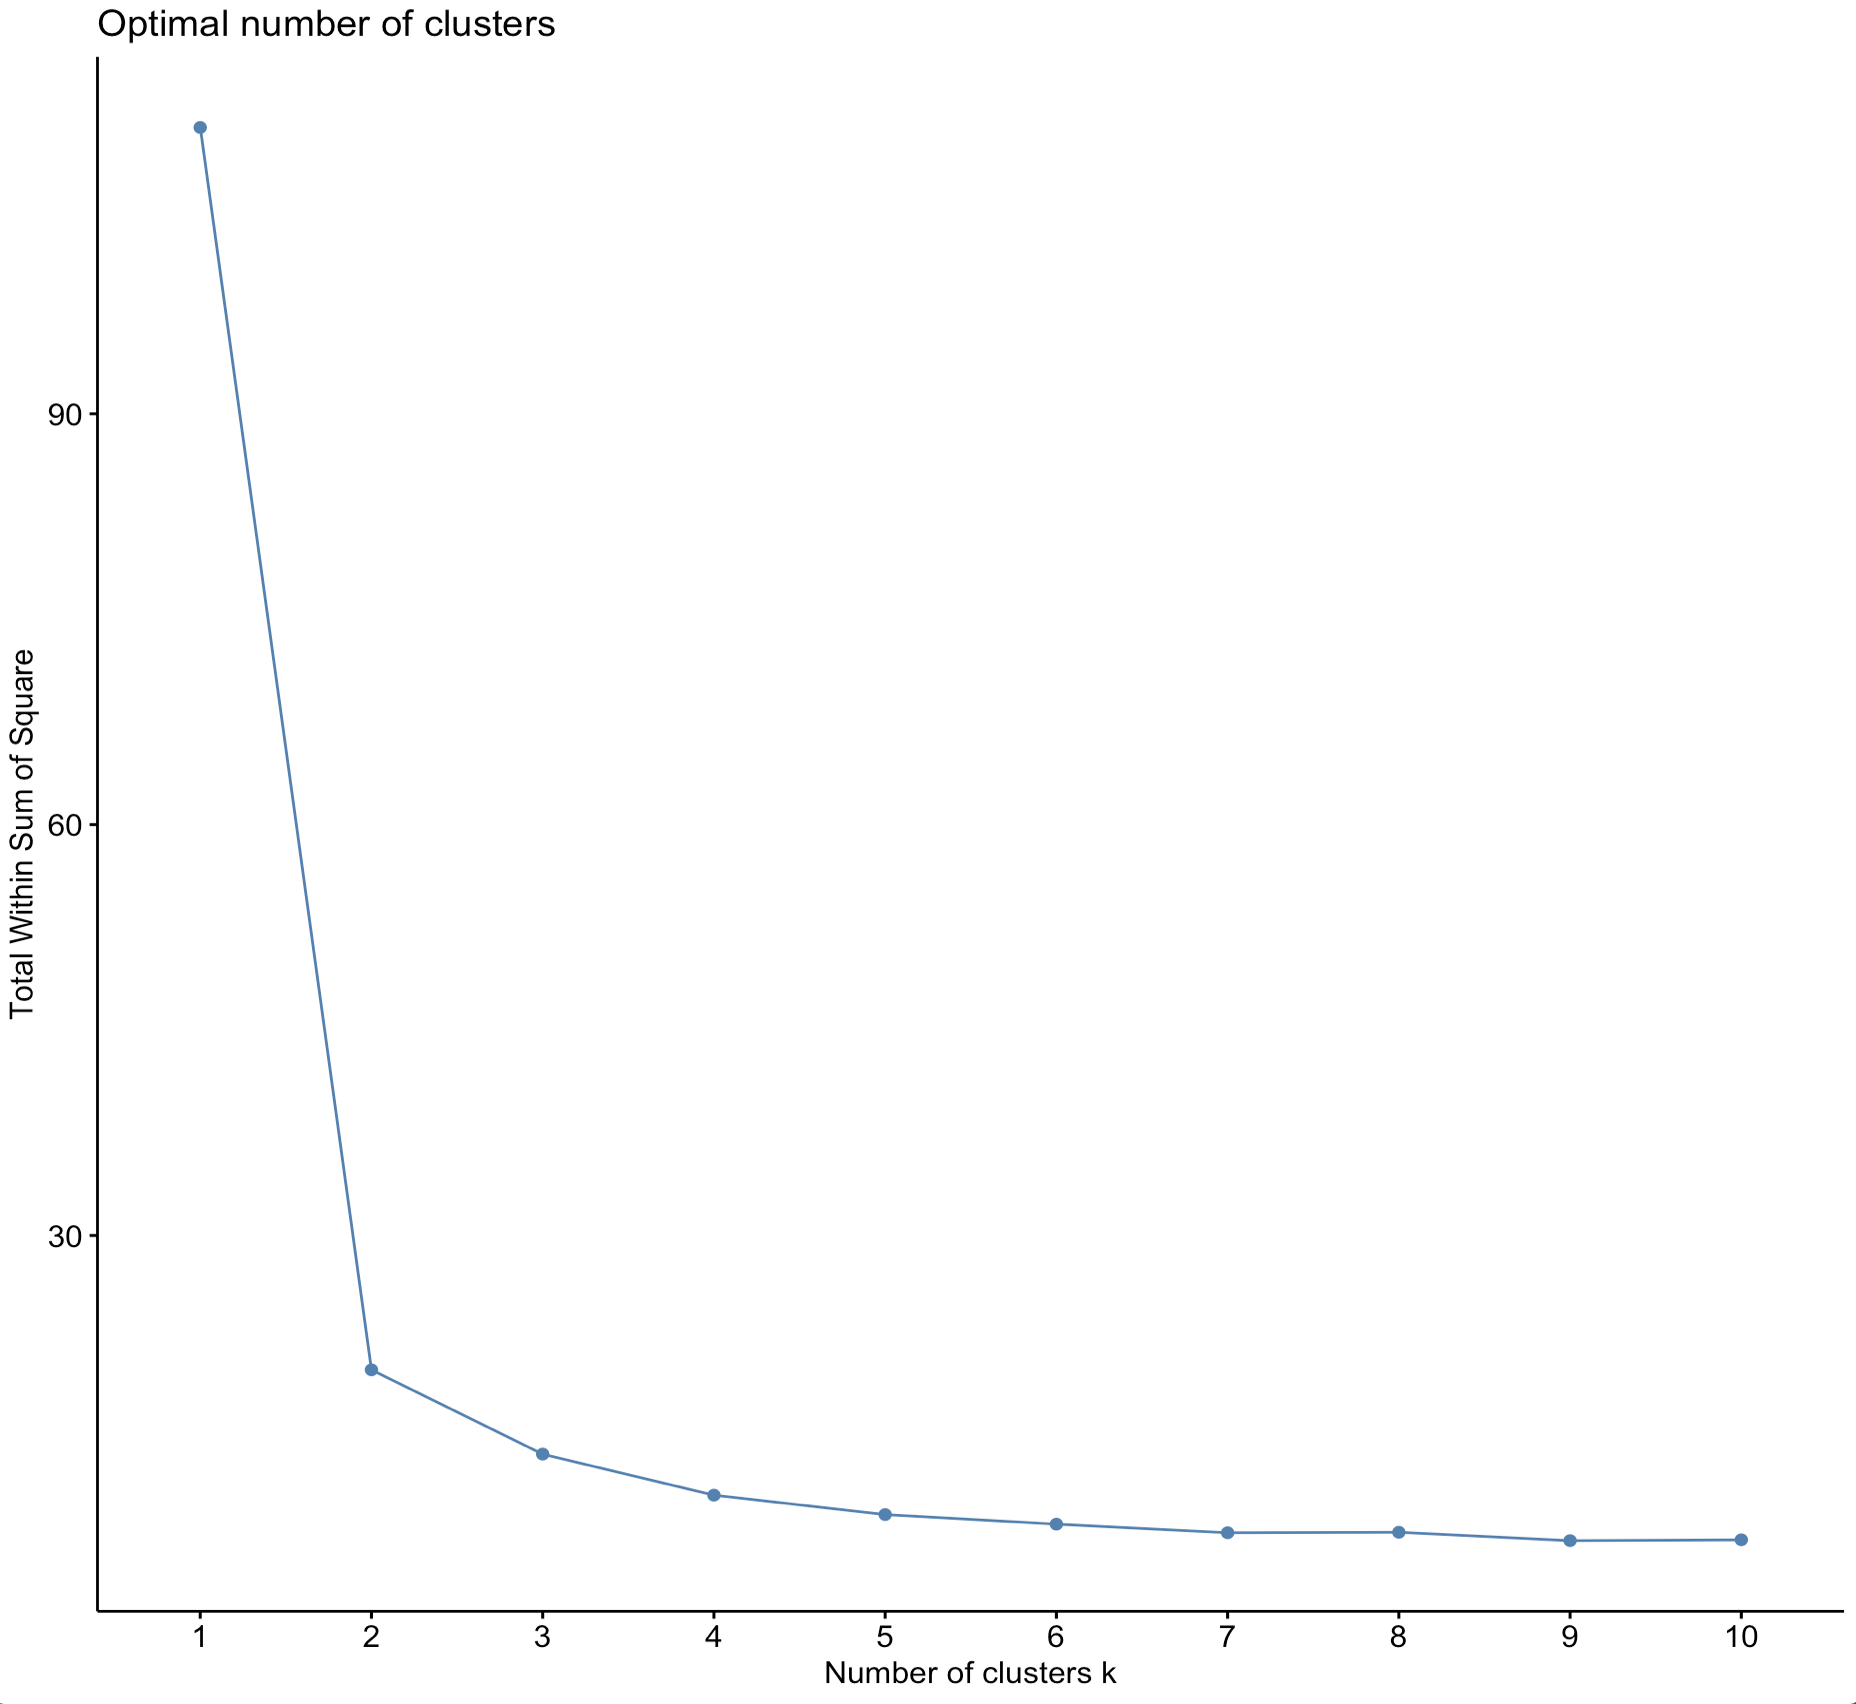 Optimal number of clusters
Total Within Sum of Square
90
60
30
1 2 3 4 5 6 7 8 9 10
Number of clusters k